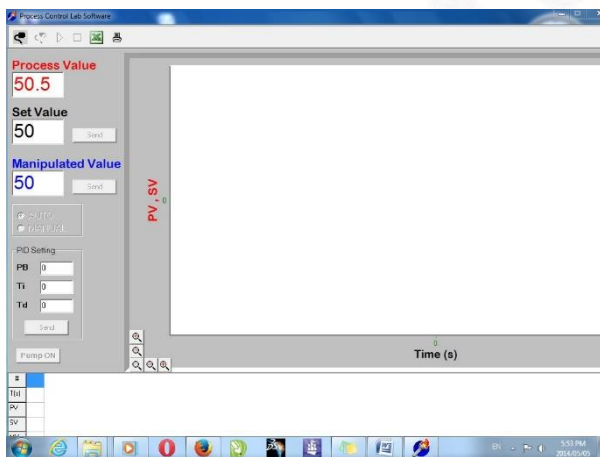 Process Control Lab Software
Process Value
50.5
Set Value
50
Send
Manipulated Value
50
Send
AUTO
MANUAL
PID Setting
PB 0
Ti 0
Td 0
Send
Pump ON
PV , SV
0
0
Time (s)
T(s)
PV
SV
EN
5:53 PM
2014/05/05